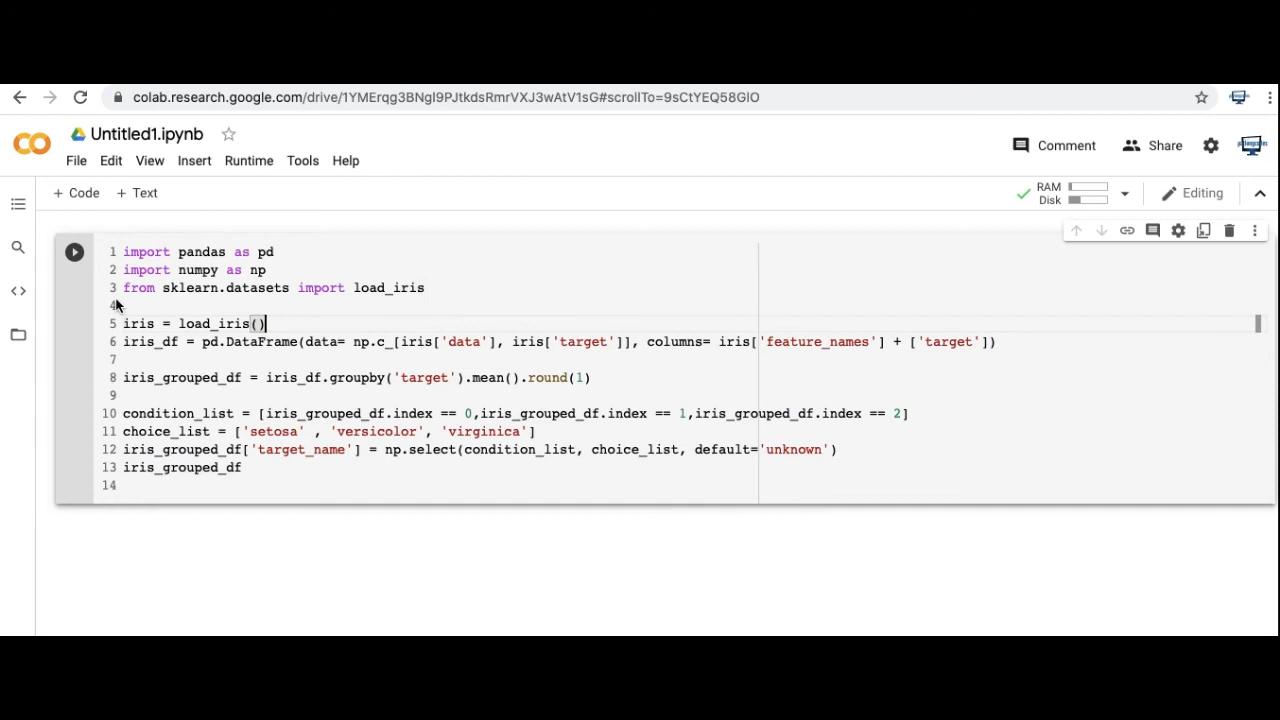 colab.research.google.com/drive/1YMErqg3BNgl9PJtkdsRmrVXJ3wAtV1sG#scrollTo=9sCtYEQ58GlO
Untitled1.ipynb
Comment
Share
File Edit View Insert Runtime Tools Help
+ Code + Text
RAM
Disk
Editing
1 import pandas as pd
2 import numpy as np
3 from sklearn.datasets import load_iris
4
5 iris = load_iris()
6 iris_df = pd.DataFrame(data= np.c_[iris['data'], iris['target']], columns= iris['feature_names'] + ['target'])
7
8 iris_grouped_df = iris_df.groupby('target').mean().round(1)
9
10 condition_list = [iris_grouped_df.index == 0,iris_grouped_df.index == 1,iris_grouped_df.index == 2]
11 choice_list = ['setosa' , 'versicolor', 'virginica']
12 iris_grouped_df['target_name'] = np.select(condition_list, choice_list, default='unknown')
13 iris_grouped_df
14